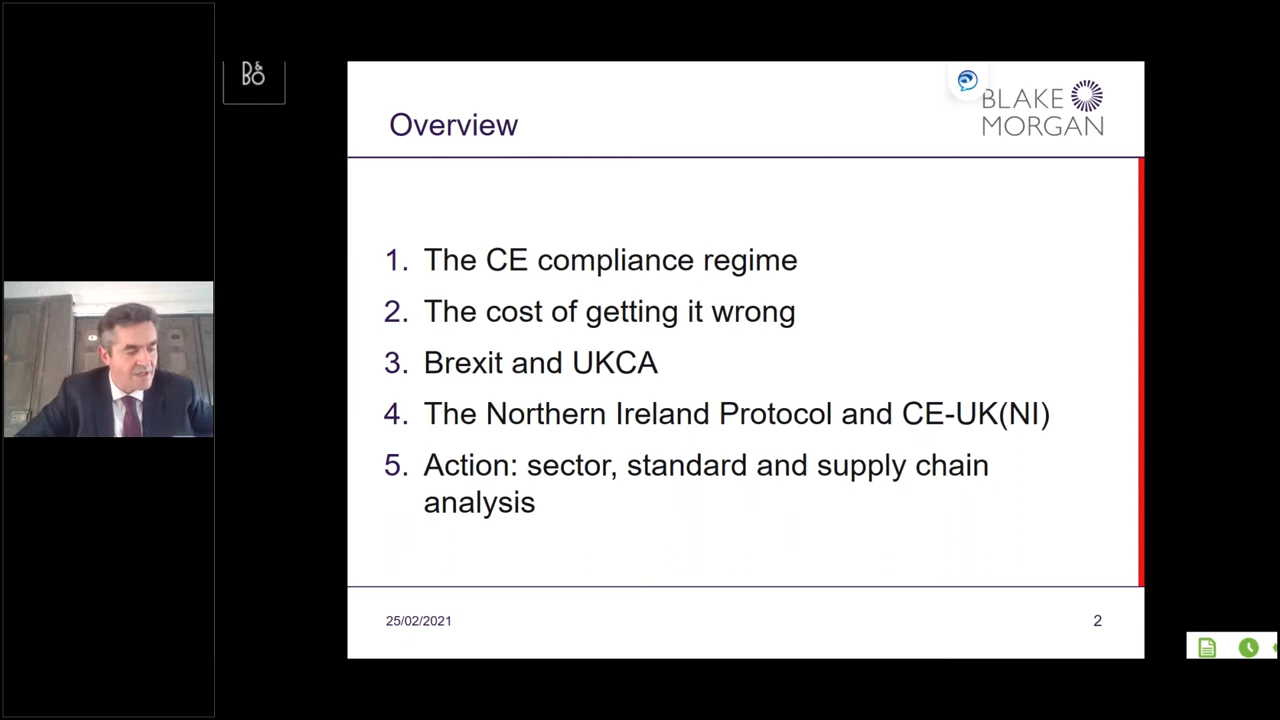 B&O
Overview
BLAKE
MORGAN
1. The CE compliance regime
2. The cost of getting it wrong
3. Brexit and UKCA
4. The Northern Ireland Protocol and CE-UK(NI)
5. Action: sector, standard and supply chain
analysis
25/02/2021
2